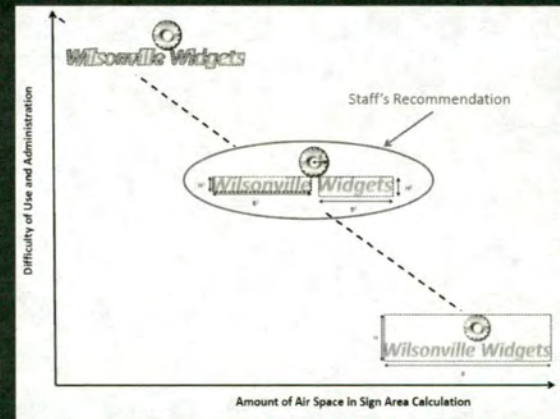 Wilsonville Widgets
Staff's Recommendation
Wilsonville Widgets
Wilsonville Widgets
Difficulty of Use and Administration
Amount of Air Space in Sign Area Calculation